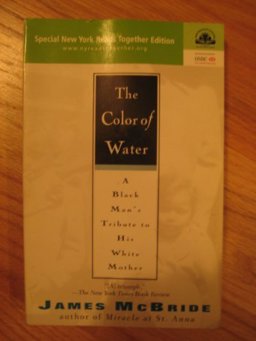 Special New York Reads Together Edition
www.nyreadstogether.org
HSBC
The
Color of
Water
A
Black
Man's
Tribute to
His
White
Mother
"A triumph."
—The New York Times Book Review
JAMES McBRIDE
author of Miracle at St. Anna